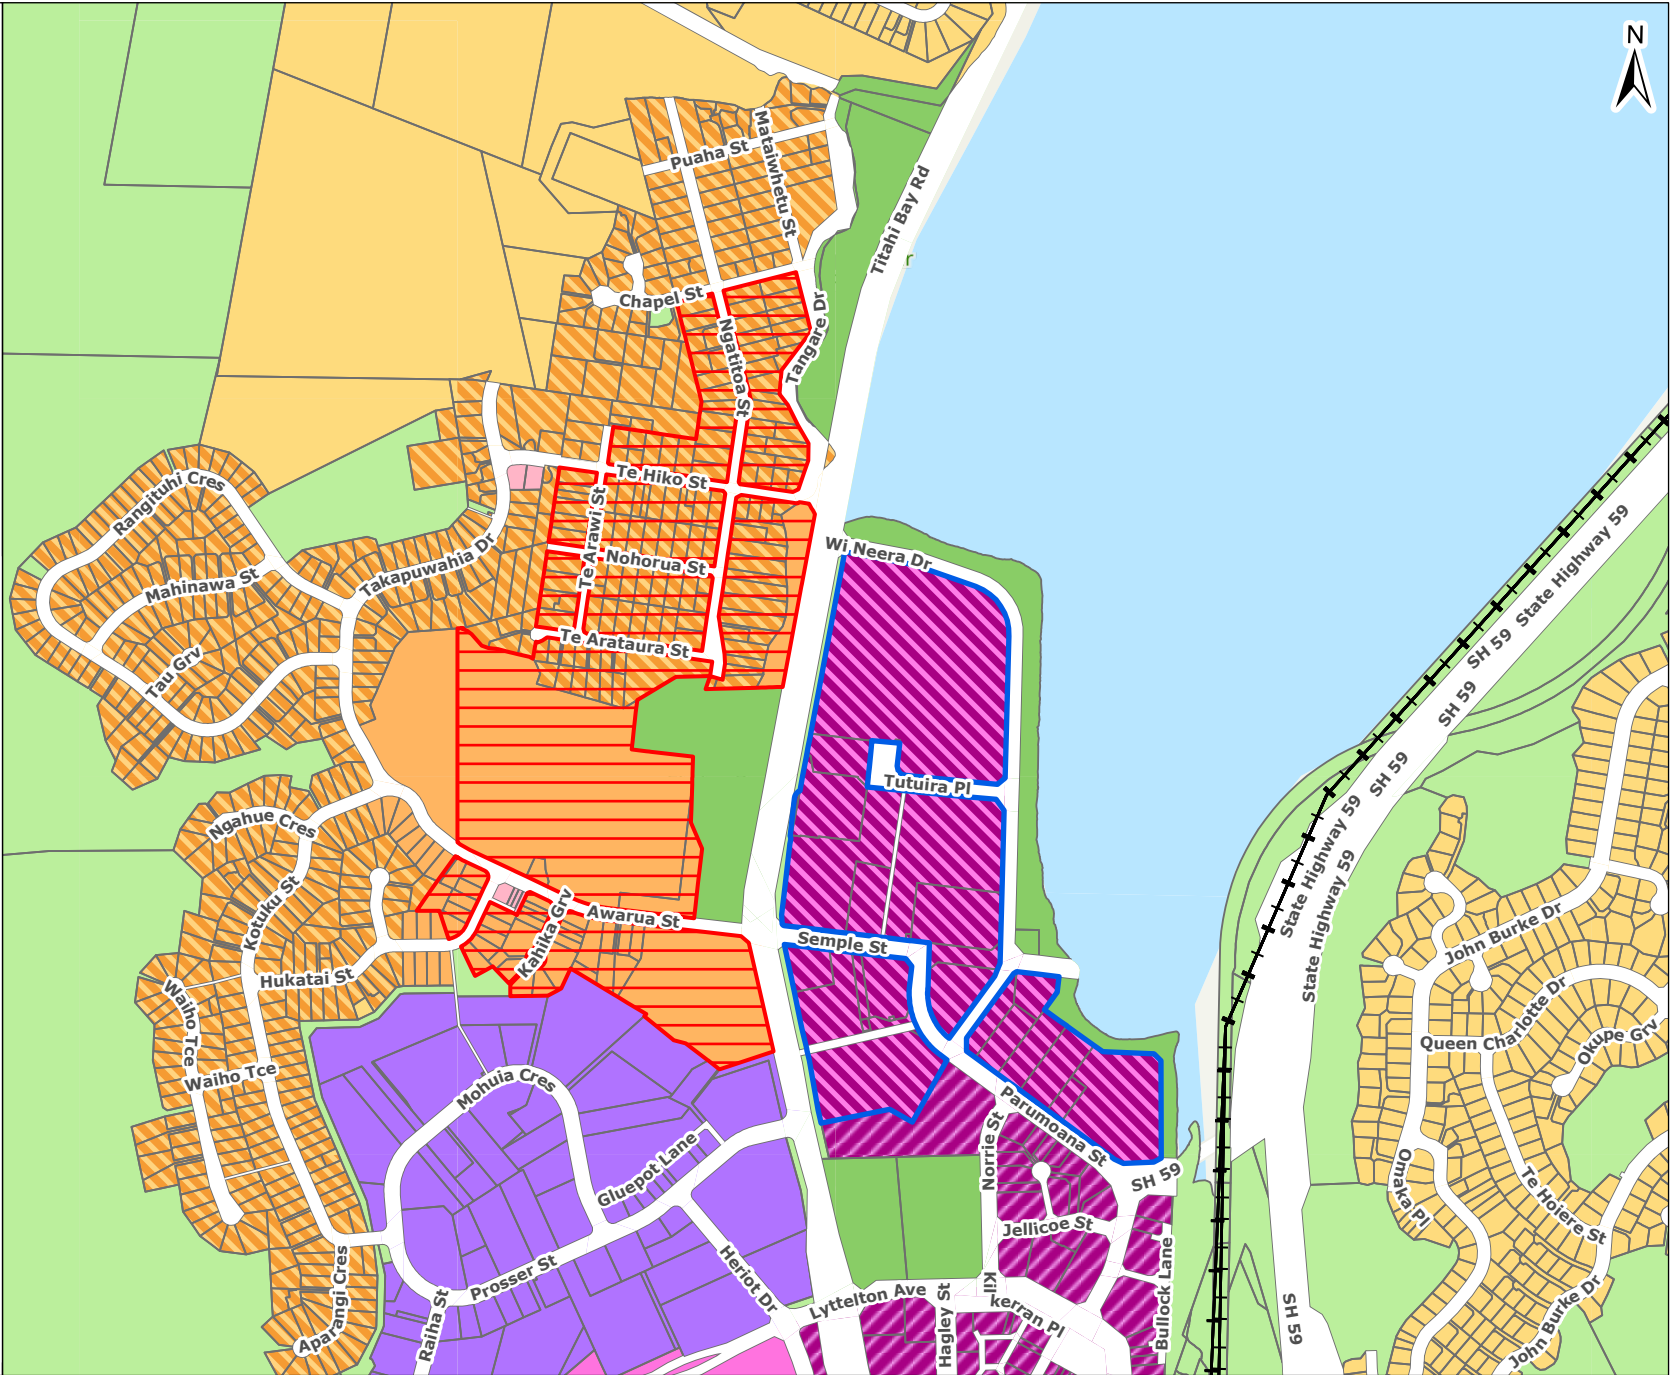 N
Mataiwhetu St
Puaha St
Titahi Bay Rd
r
Chapel St
Tangare Dr
Ngatitoa St
Te Hiko St
Rangituhi Cres
Te Arawi St
State Highway 59
Wi Neera Dr
Takapuwahia Dr
Nohorua St
Mahinawa St
Te Arataura St
SH 59
Tau Grv
SH 59
SH 59
Tutuira Pl
Ngahue Cres
State Highway 59
State Highway 59
Kotuku St
Awarua St
Kahika Grv
Semple St
John Burke Dr
Hukatai St
Waiho Tce
Queen Charlotte Dr
Okupe Grv
Waiho Tce
Mohuia Cres
Parumoana St
Norrie St
Gluepot Lane
SH 59
Omaka Pl
Te Hoiere St
Jellicoe St
Heriot Dr
Prosser St
Aparangi Cres
Raiha St
Lyttelton Ave
Hagley St
Kil
kerran Pl
Bullock Lane
SH 59
John Burke Dr